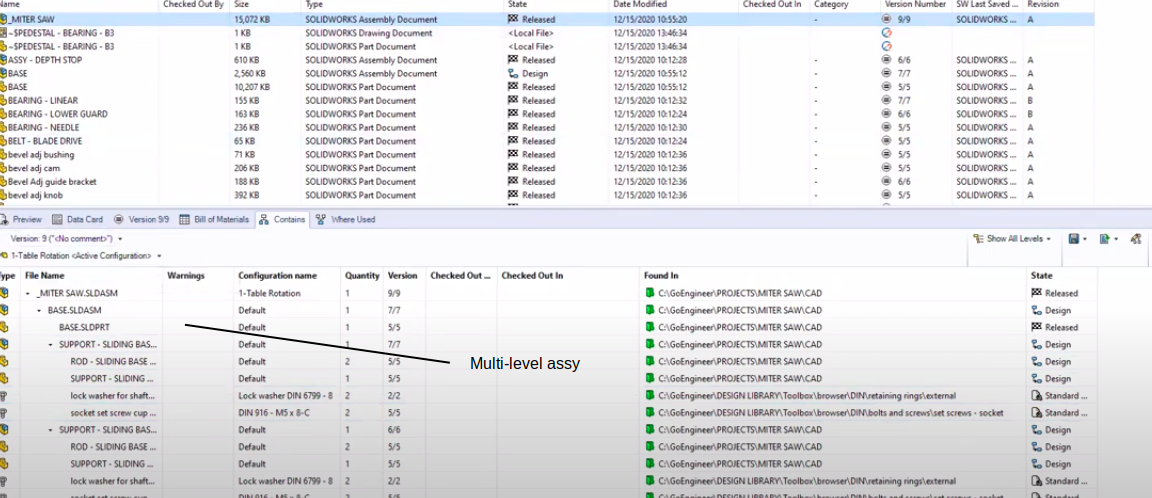 Name Checked Out By Size Type State Date Modified Checked Out In Category Version Number SW Last Saved ... Revision
_MITER SAW 15,072 KB SOLIDWORKS Assembly Document Released 12/15/2020 10:55:20 - 9/9 SOLIDWORKS ... A
~$PEDESTAL - BEARING - B3 1 KB SOLIDWORKS Drawing Document <Local File> 12/15/2020 13:46:34
~$PEDESTAL - BEARING - B3 1 KB SOLIDWORKS Part Document <Local File> 12/15/2020 13:46:34
ASSY - DEPTH STOP 610 KB SOLIDWORKS Assembly Document Released 12/15/2020 10:12:28 - 6/6 SOLIDWORKS ... A
BASE 2,560 KB SOLIDWORKS Assembly Document Design 12/15/2020 10:55:12 - 7/7 SOLIDWORKS ... A
BASE 10,207 KB SOLIDWORKS Part Document Released 12/15/2020 10:55:12 - 5/5 SOLIDWORKS ... A
BEARING - LINEAR 155 KB SOLIDWORKS Part Document Released 12/15/2020 10:12:32 - 7/7 SOLIDWORKS ... B
BEARING - LOWER GUARD 163 KB SOLIDWORKS Part Document Released 12/15/2020 10:12:24 - 6/6 SOLIDWORKS ... B
BEARING - NEEDLE 236 KB SOLIDWORKS Part Document Released 12/15/2020 10:12:30 - 5/5 SOLIDWORKS ... A
BELT - BLADE DRIVE 65 KB SOLIDWORKS Part Document Released 12/15/2020 10:12:24 - 5/5 SOLIDWORKS ... A
bevel adj bushing 71 KB SOLIDWORKS Part Document Released 12/15/2020 10:12:36 - 5/5 SOLIDWORKS ... A
bevel adj cam 206 KB SOLIDWORKS Part Document Released 12/15/2020 10:12:36 - 5/5 SOLIDWORKS ... A
Bevel Adj guide bracket 188 KB SOLIDWORKS Part Document Released 12/15/2020 10:12:36 - 6/6 SOLIDWORKS ... A
bevel adj knob 392 KB SOLIDWORKS Part Document Released 12/15/2020 10:12:36 - 5/5 SOLIDWORKS ... A
Preview Data Card Version 9/9 Bill of Materials Contains Where Used
Version: 9 ("<No comment>") Show All Levels
1-Table Rotation <Active Configuration>
Type File Name Warnings Configuration name Quantity Version Checked Out ... Checked Out In Found In State
_MITER SAW.SLDASM 1-Table Rotation 1 9/9 C:\GoEngineer\PROJECTS\MITER SAW\CAD Released
BASE.SLDASM Default 1 7/7 C:\GoEngineer\PROJECTS\MITER SAW\CAD Design
BASE.SLDPRT Default 1 5/5 C:\GoEngineer\PROJECTS\MITER SAW\CAD Released
SUPPORT - SLIDING BAS... Default 1 7/7 C:\GoEngineer\PROJECTS\MITER SAW\CAD Design
ROD - SLIDING BASE ... Default 2 5/5 C:\GoEngineer\PROJECTS\MITER SAW\CAD Design
Multi-level assy
SUPPORT - SLIDING ... Default 1 5/5 C:\GoEngineer\PROJECTS\MITER SAW\CAD Design
lock washer for shaft... Lock washer DIN 6799 - 8 2 2/2 C:\GoEngineer\DESIGN LIBRARY\Toolbox\browser\DIN\retaining rings\external Standard ...
socket set screw cup ... DIN 916 - M5 x 8-C 2 5/5 C:\GoEngineer\DESIGN LIBRARY\Toolbox\browser\DIN\bolts and screws\set screws - socket Standard ...
SUPPORT - SLIDING BAS... Default 1 6/6 C:\GoEngineer\PROJECTS\MITER SAW\CAD Design
ROD - SLIDING BASE ... Default 2 5/5 C:\GoEngineer\PROJECTS\MITER SAW\CAD Design
SUPPORT - SLIDING ... Default 1 5/5 C:\GoEngineer\PROJECTS\MITER SAW\CAD Design
lock washer for shaft... Lock washer DIN 6799 - 8 2 2/2 C:\GoEngineer\DESIGN LIBRARY\Toolbox\browser\DIN\retaining rings\external Standard ...